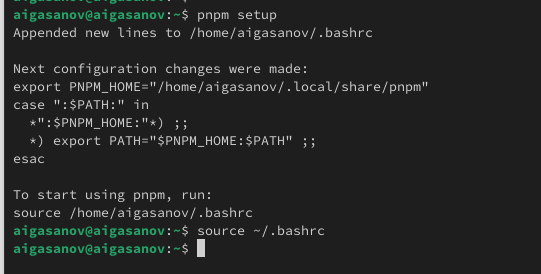 aigasanov@aigasanov:~$ pnpm setup
Appended new lines to /home/aigasanov/.bashrc
Next configuration changes were made:
export PNPM_HOME="/home/aigasanov/.local/share/pnpm"
case ":$PATH:" in
  *":$PNPM_HOME:"*) ;;
  *) export PATH="$PNPM_HOME:$PATH" ;;
esac
To start using pnpm, run:
source /home/aigasanov/.bashrc
aigasanov@aigasanov:~$ source ~/.bashrc
aigasanov@aigasanov:~$